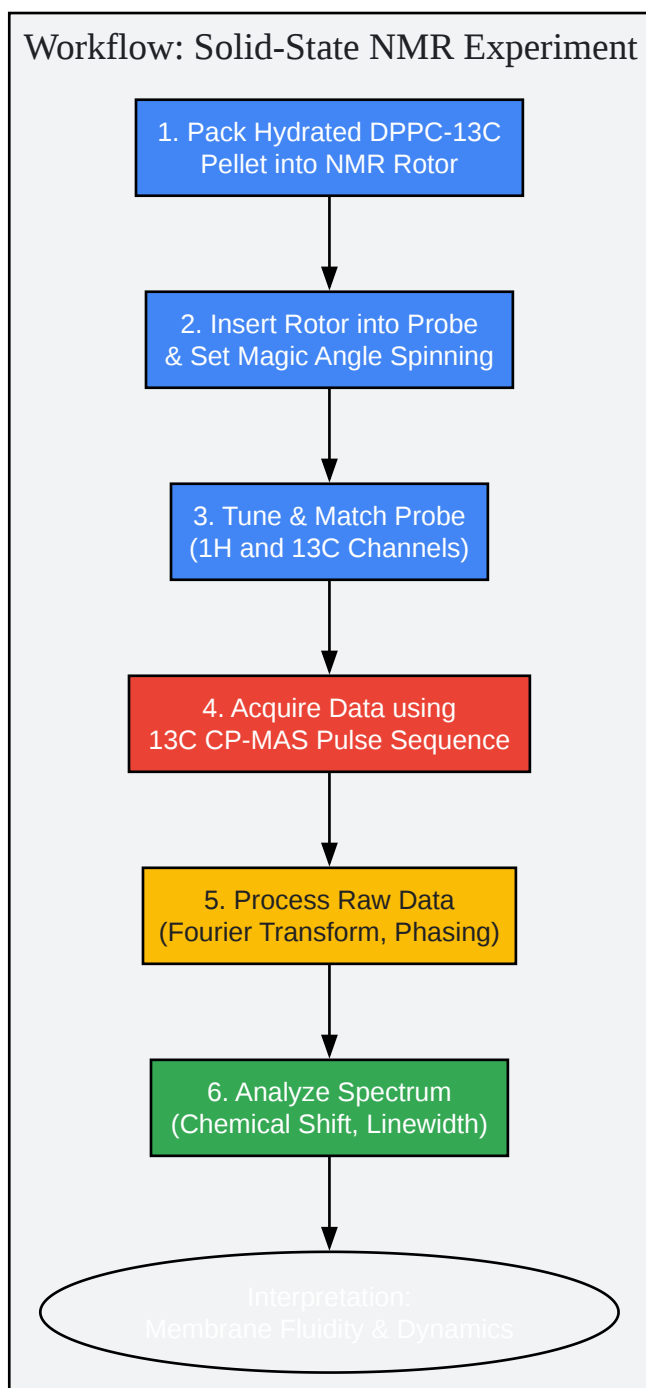 Workflow: Solid-State NMR Experiment
1. Pack Hydrated DPPC-13C
Pellet into NMR Rotor
2. Insert Rotor into Probe
& Set Magic Angle Spinning
3. Tune & Match Probe
(1H and 13C Channels)
4. Acquire Data using
13C CP-MAS Pulse Sequence
5. Process Raw Data
(Fourier Transform, Phasing)
6. Analyze Spectrum
(Chemical Shift, Linewidth)
Interpretation:
Membrane Fluidity & Dynamics